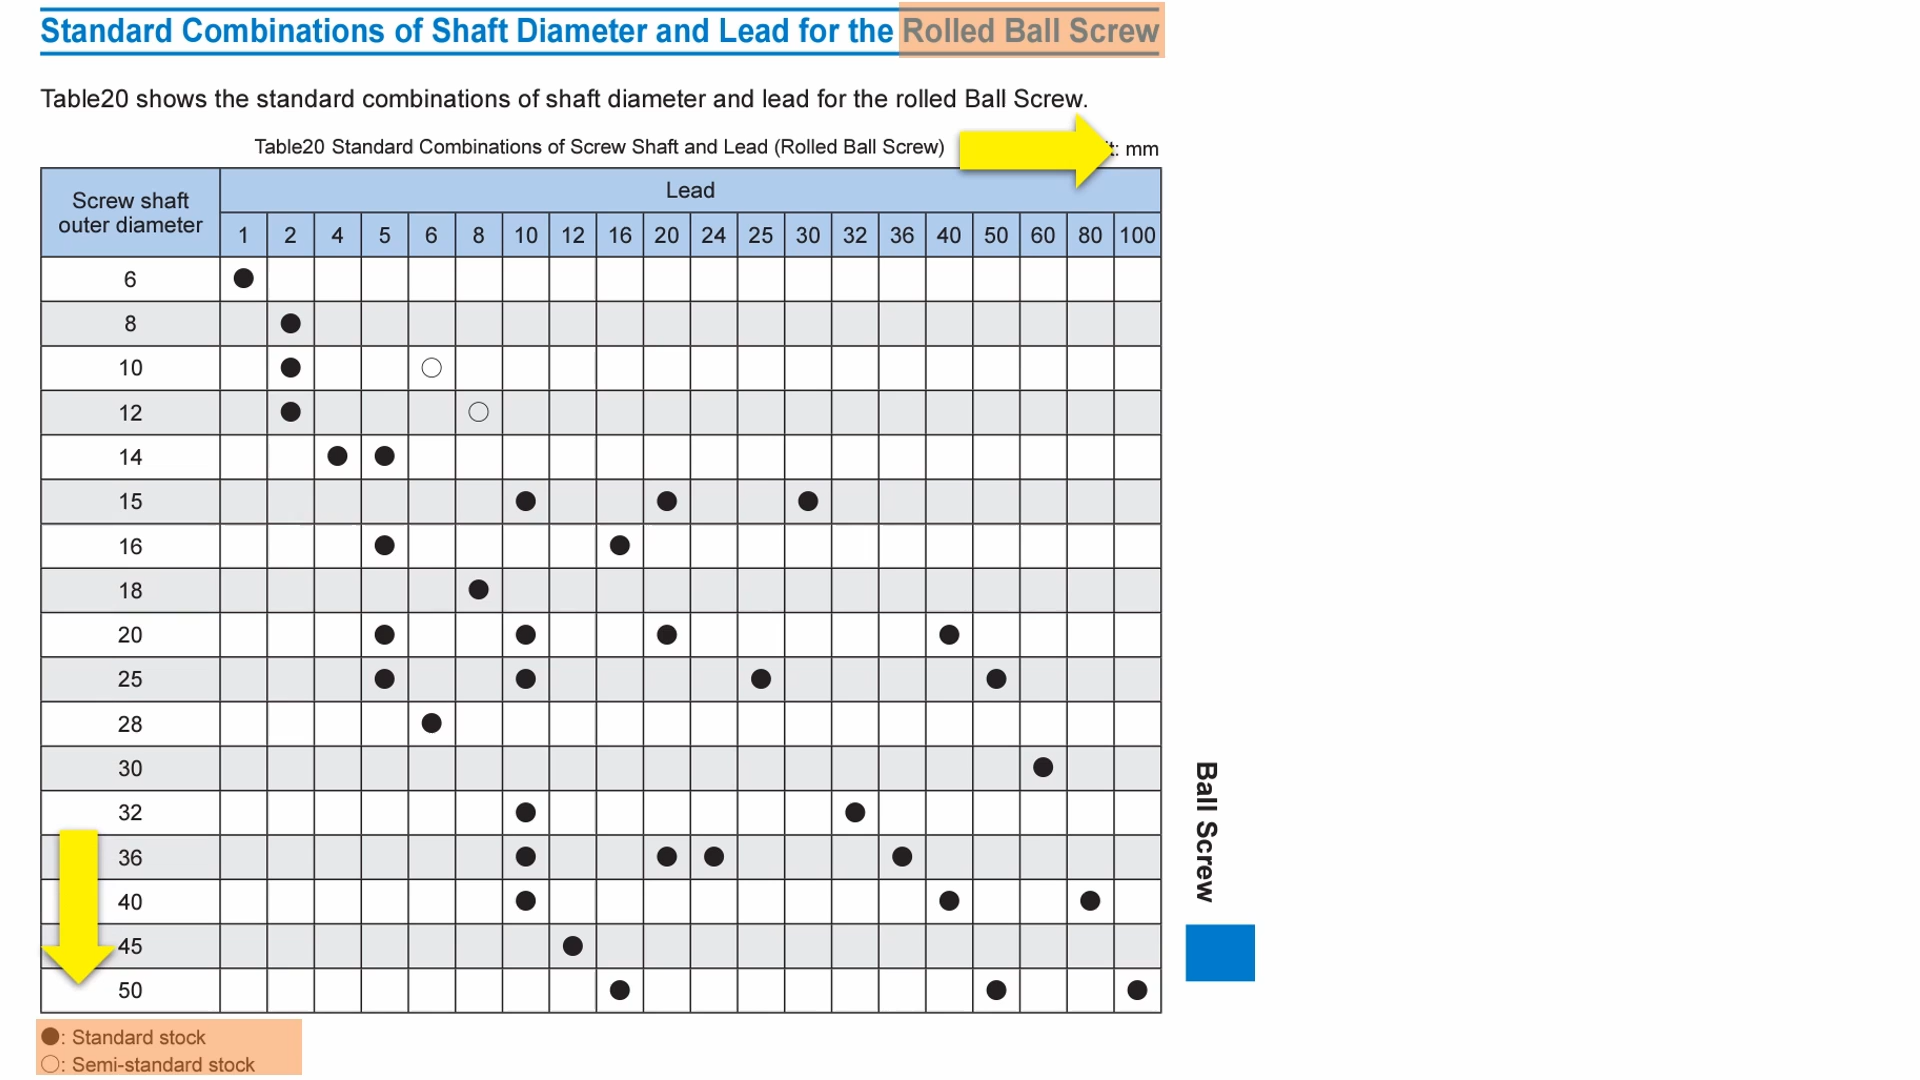 Standard Combinations of Shaft Diameter and Lead for the Rolled Ball Screw
Table20 shows the standard combinations of shaft diameter and lead for the rolled Ball Screw.
Table20 Standard Combinations of Screw Shaft and Lead (Rolled Ball Screw)
t: mm
Screw shaft
outer diameter
Lead
1 2 4 5 6 8 10 12 16 20 24 25 30 32 36 40 50 60 80 100
6 ●
8 ●
10 ● ○
12 ● ○
14 ● ●
15 ● ● ●
16 ● ●
18 ●
20 ● ● ● ●
25 ● ● ● ●
28 ●
30 ●
32 ● ●
36 ● ● ● ●
40 ● ● ●
45 ●
50 ● ● ●
●: Standard stock
○: Semi-standard stock
Ball Screw